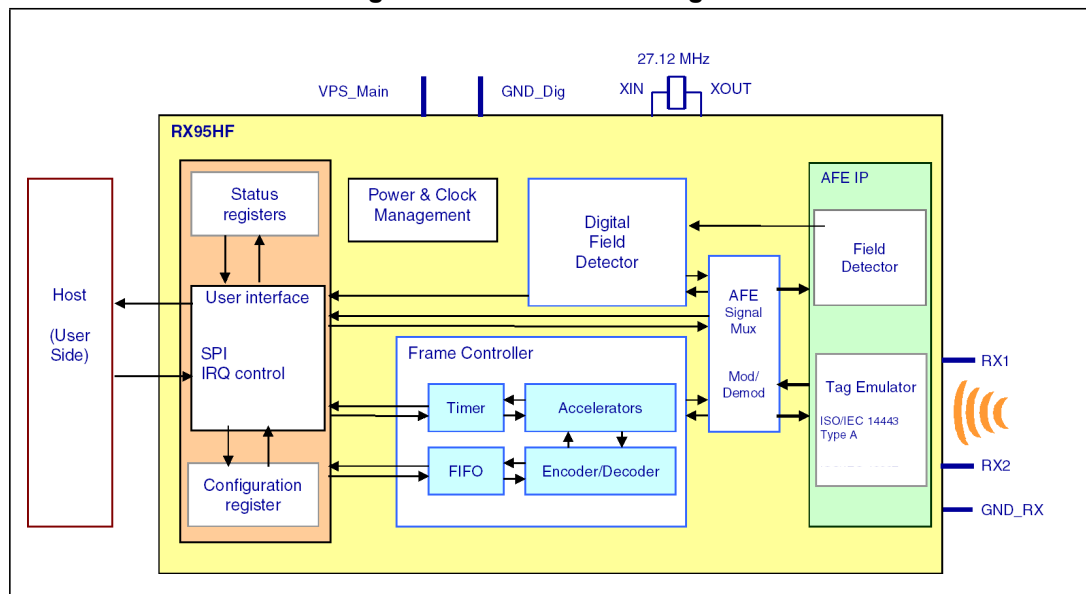 27.12 MHz
VPS_Main
GND_Dig
XIN
XOUT
RX95HF
Status
registers
Power & Clock
Management
Digital
Field
Detector
AFE IP
Field
Detector
Host
(User
Side)
User interface
SPI
IRQ control
AFE
Signal
Mux
Mod/
Demod
Frame Controller
Timer
Accelerators
FIFO
Encoder/Decoder
Tag Emulator
ISO/IEC 14443
Type A
RX1
RX2
GND_RX
Configuration
register